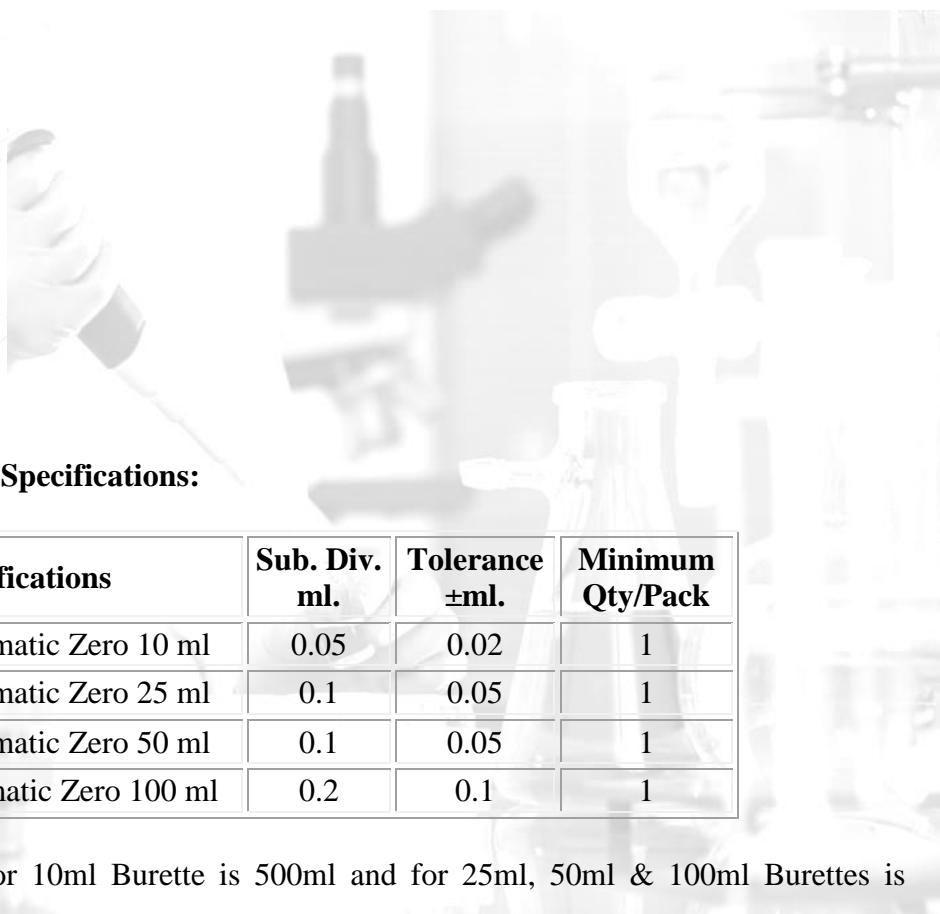 Specifications:
fications Sub. Div. ml. Tolerance ±ml. Minimum Qty/Pack
matic Zero 10 ml 0.05 0.02 1
matic Zero 25 ml 0.1 0.05 1
matic Zero 50 ml 0.1 0.05 1
natic Zero 100 ml 0.2 0.1 1
or 10ml Burette is 500ml and for 25ml, 50ml & 100ml Burettes is